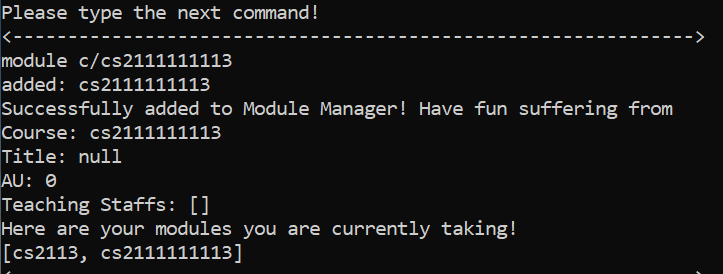 Please type the next command!
<---------------------------------------------------------------->
module c/cs2111111113
added: cs2111111113
Successfully added to Module Manager! Have fun suffering from
Course: cs2111111113
Title: null
AU: 0
Teaching Staffs: []
Here are your modules you are currently taking!
[cs2113, cs2111111113]